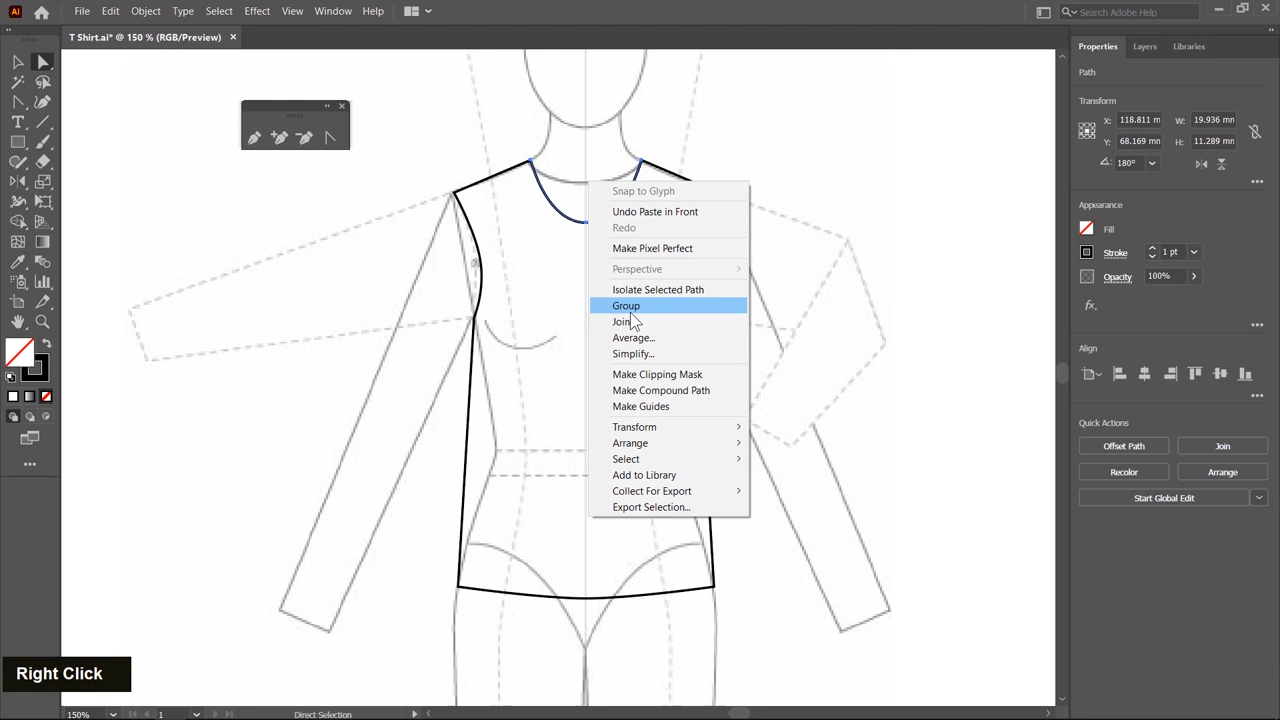 Ai
File Edit Object Type Select Effect View Window Help
Search Adobe Help
T Shirt.ai* @ 150 % (RGB/Preview)
Properties Layers Libraries
Path
Transform
X: 118.811 m W: 19.936 mn
Y: 68.169 m H: 11.289 mn
180°
Appearance
Fill
Stroke 1 pt
Opacity 100%
fx.
Align
Quick Actions
Offset Path Join
Recolor Arrange
Start Global Edit
Snap to Glyph
Undo Paste in Front
Redo
Make Pixel Perfect
Perspective
Isolate Selected Path
Group
Join
Average...
Simplify...
Make Clipping Mask
Make Compound Path
Make Guides
Transform
Arrange
Select
Add to Library
Collect For Export
Export Selection...
Right Click
150% 1 Direct Selection